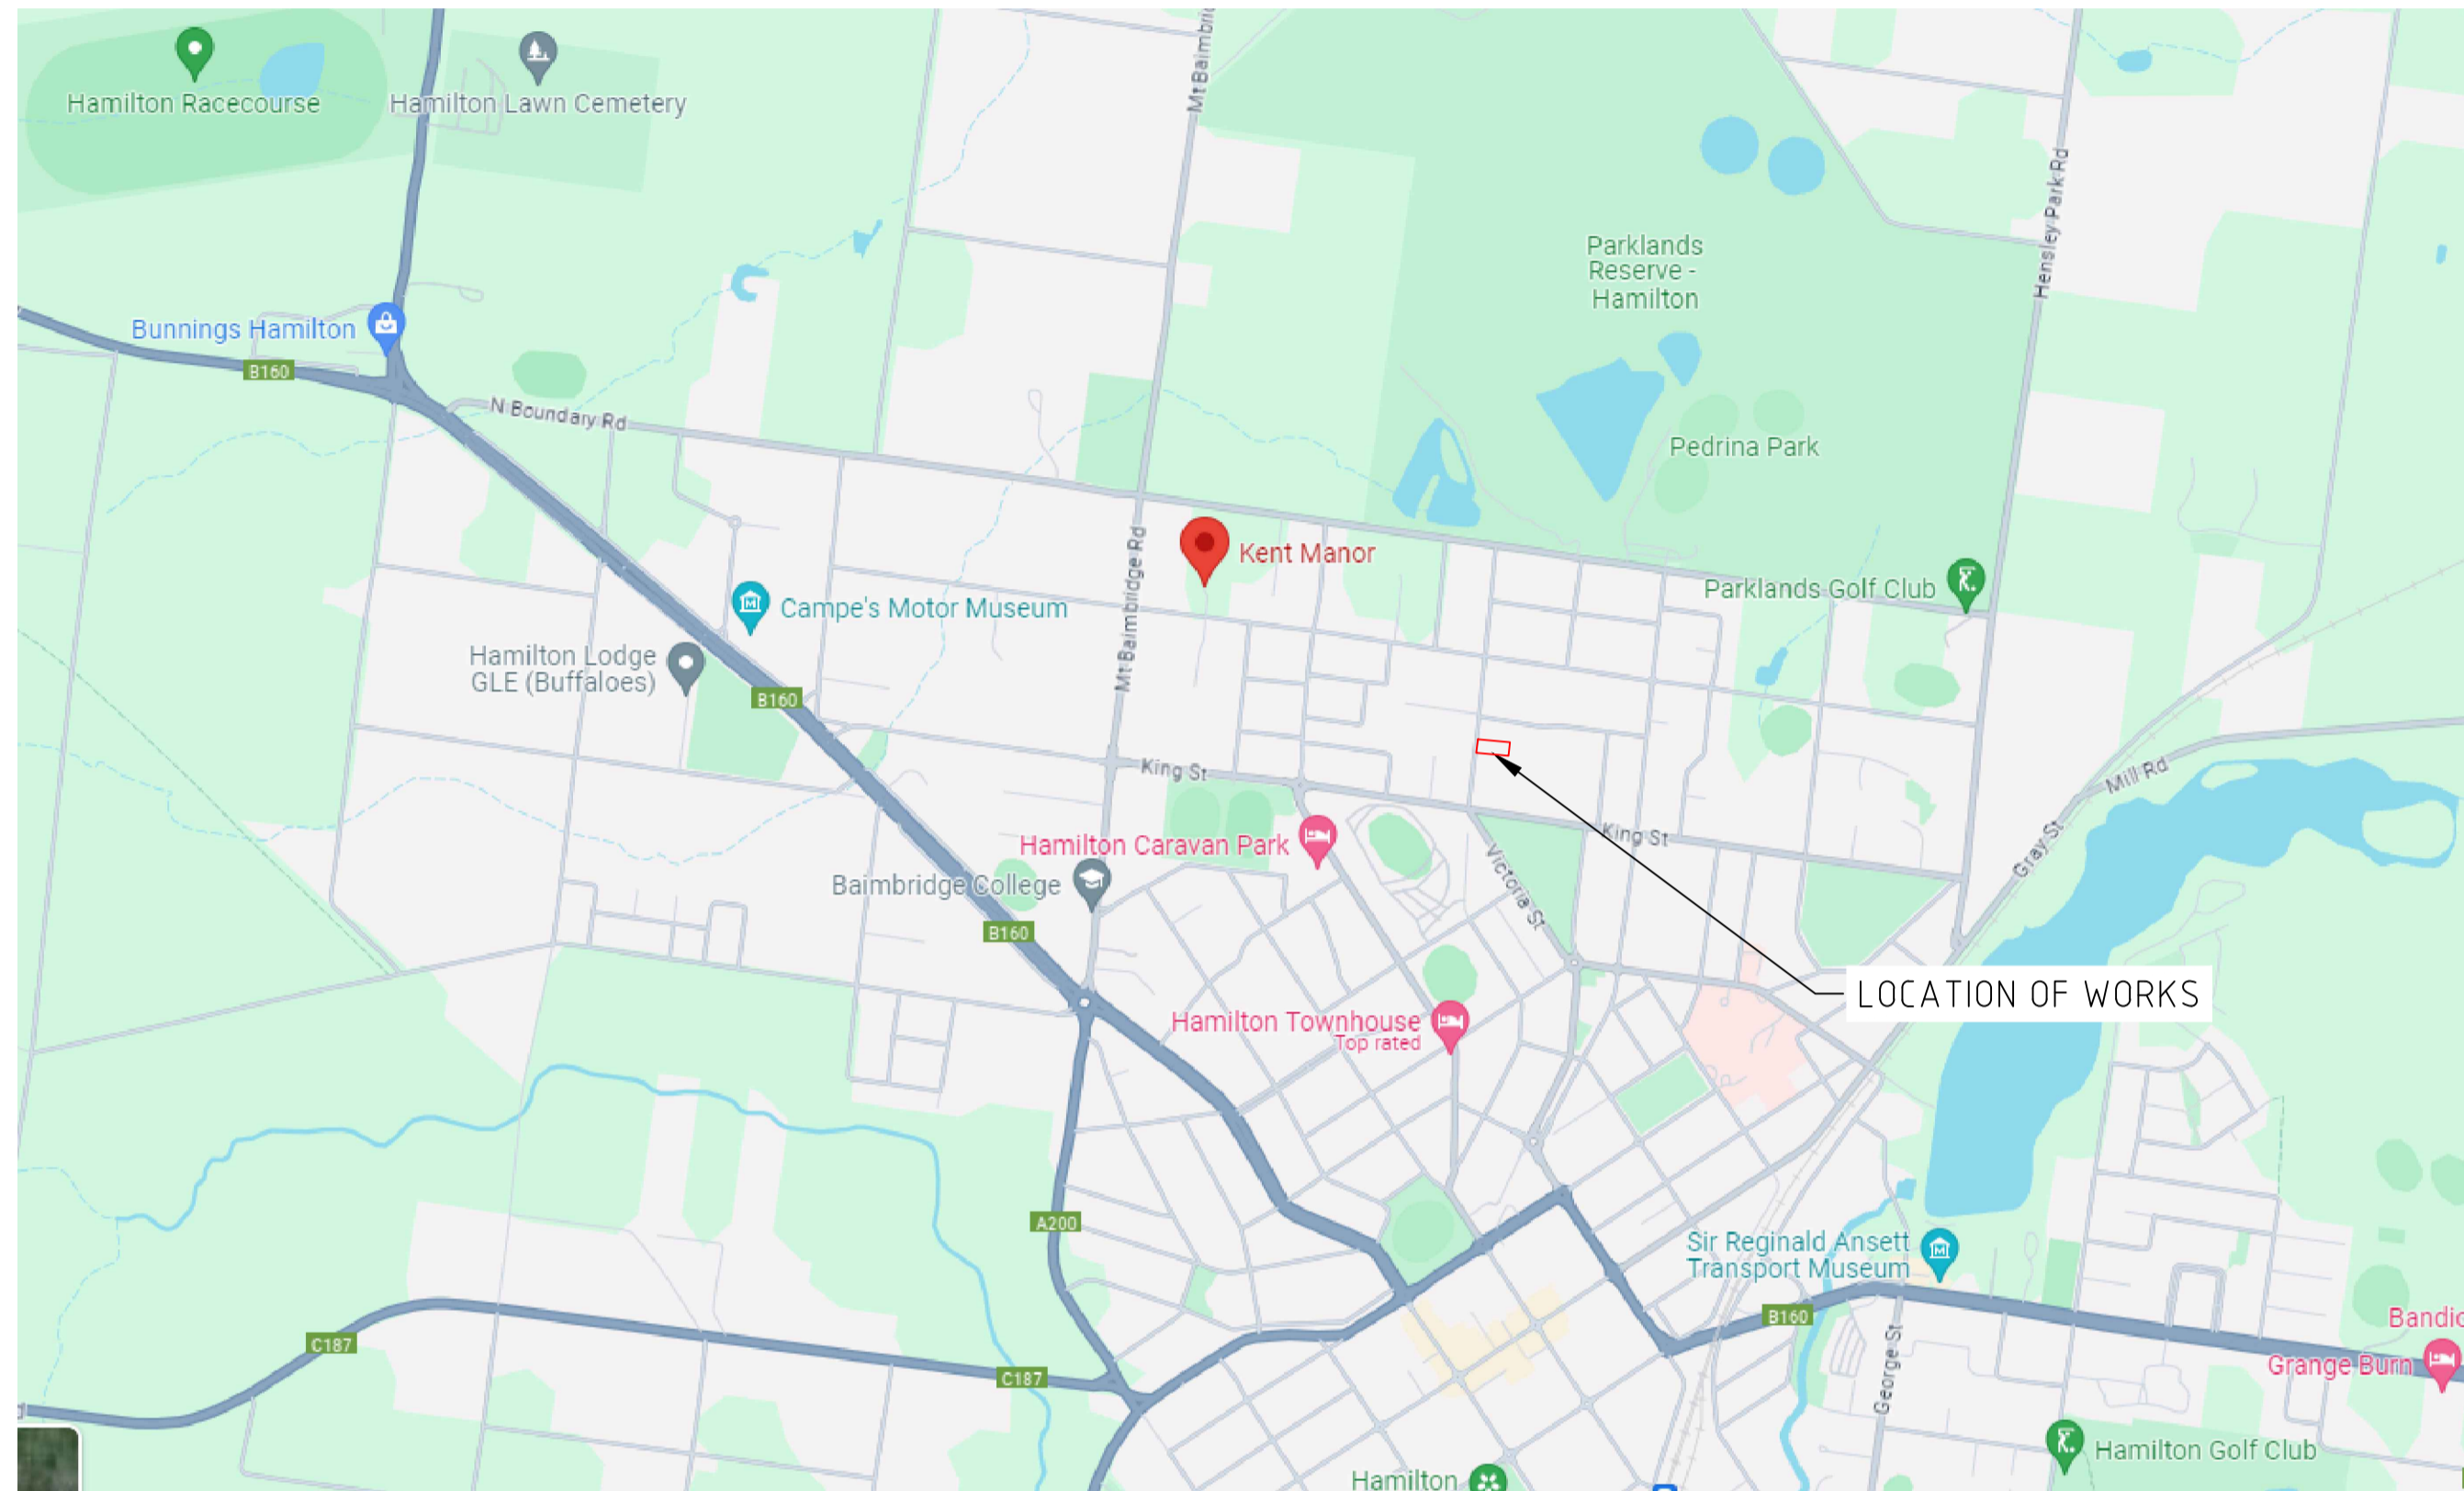 Mt Baimbri
Hamilton Racecourse
Hamilton Lawn Cemetery
Hensley Park Rd
Parklands
Reserve -
Hamilton
Bunnings Hamilton
B160
N Boundary Rd
Pedrina Park
Mt Baimbridge Rd
Kent Manor
Parklands Golf Club
Campe's Motor Museum
Hamilton Lodge
GLE (Buffaloes)
B160
King St
Mill Rd
Hamilton Caravan Park
King St
Gray St
Victoria St
Baimbridge College
B160
LOCATION OF WORKS
Hamilton Townhouse
Top rated
A200
Sir Reginald Ansett
Transport Museum
B160
Bandic
C187
C187
George St
Grange Burn
Hamilton Golf Club
Hamilton